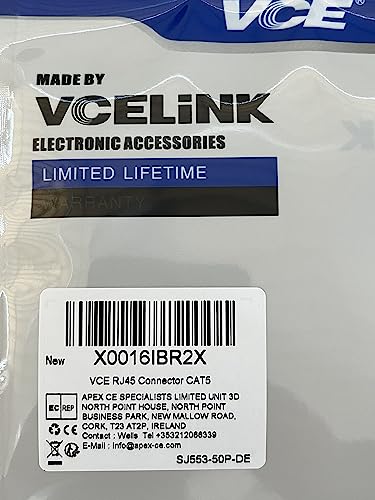 VCE®
MADE BY
VCELiNK
ELECTRONIC ACCESSORIES
LIMITED LIFETIME
WARRANTY
New X0016IBR2X
VCE RJ45 Connector CAT5
EC REP
APEX CE SPECIALISTS LIMITED UNIT 3D
NORTH POINT HOUSE, NORTH POINT
BUSINESS PARK, NEW MALLOW ROAD,
CORK, T23 AT2P, IRELAND
Contact : Wells Tel +353212066339
E-Mail : Info@apex-ce.com
SJ553-50P-DE